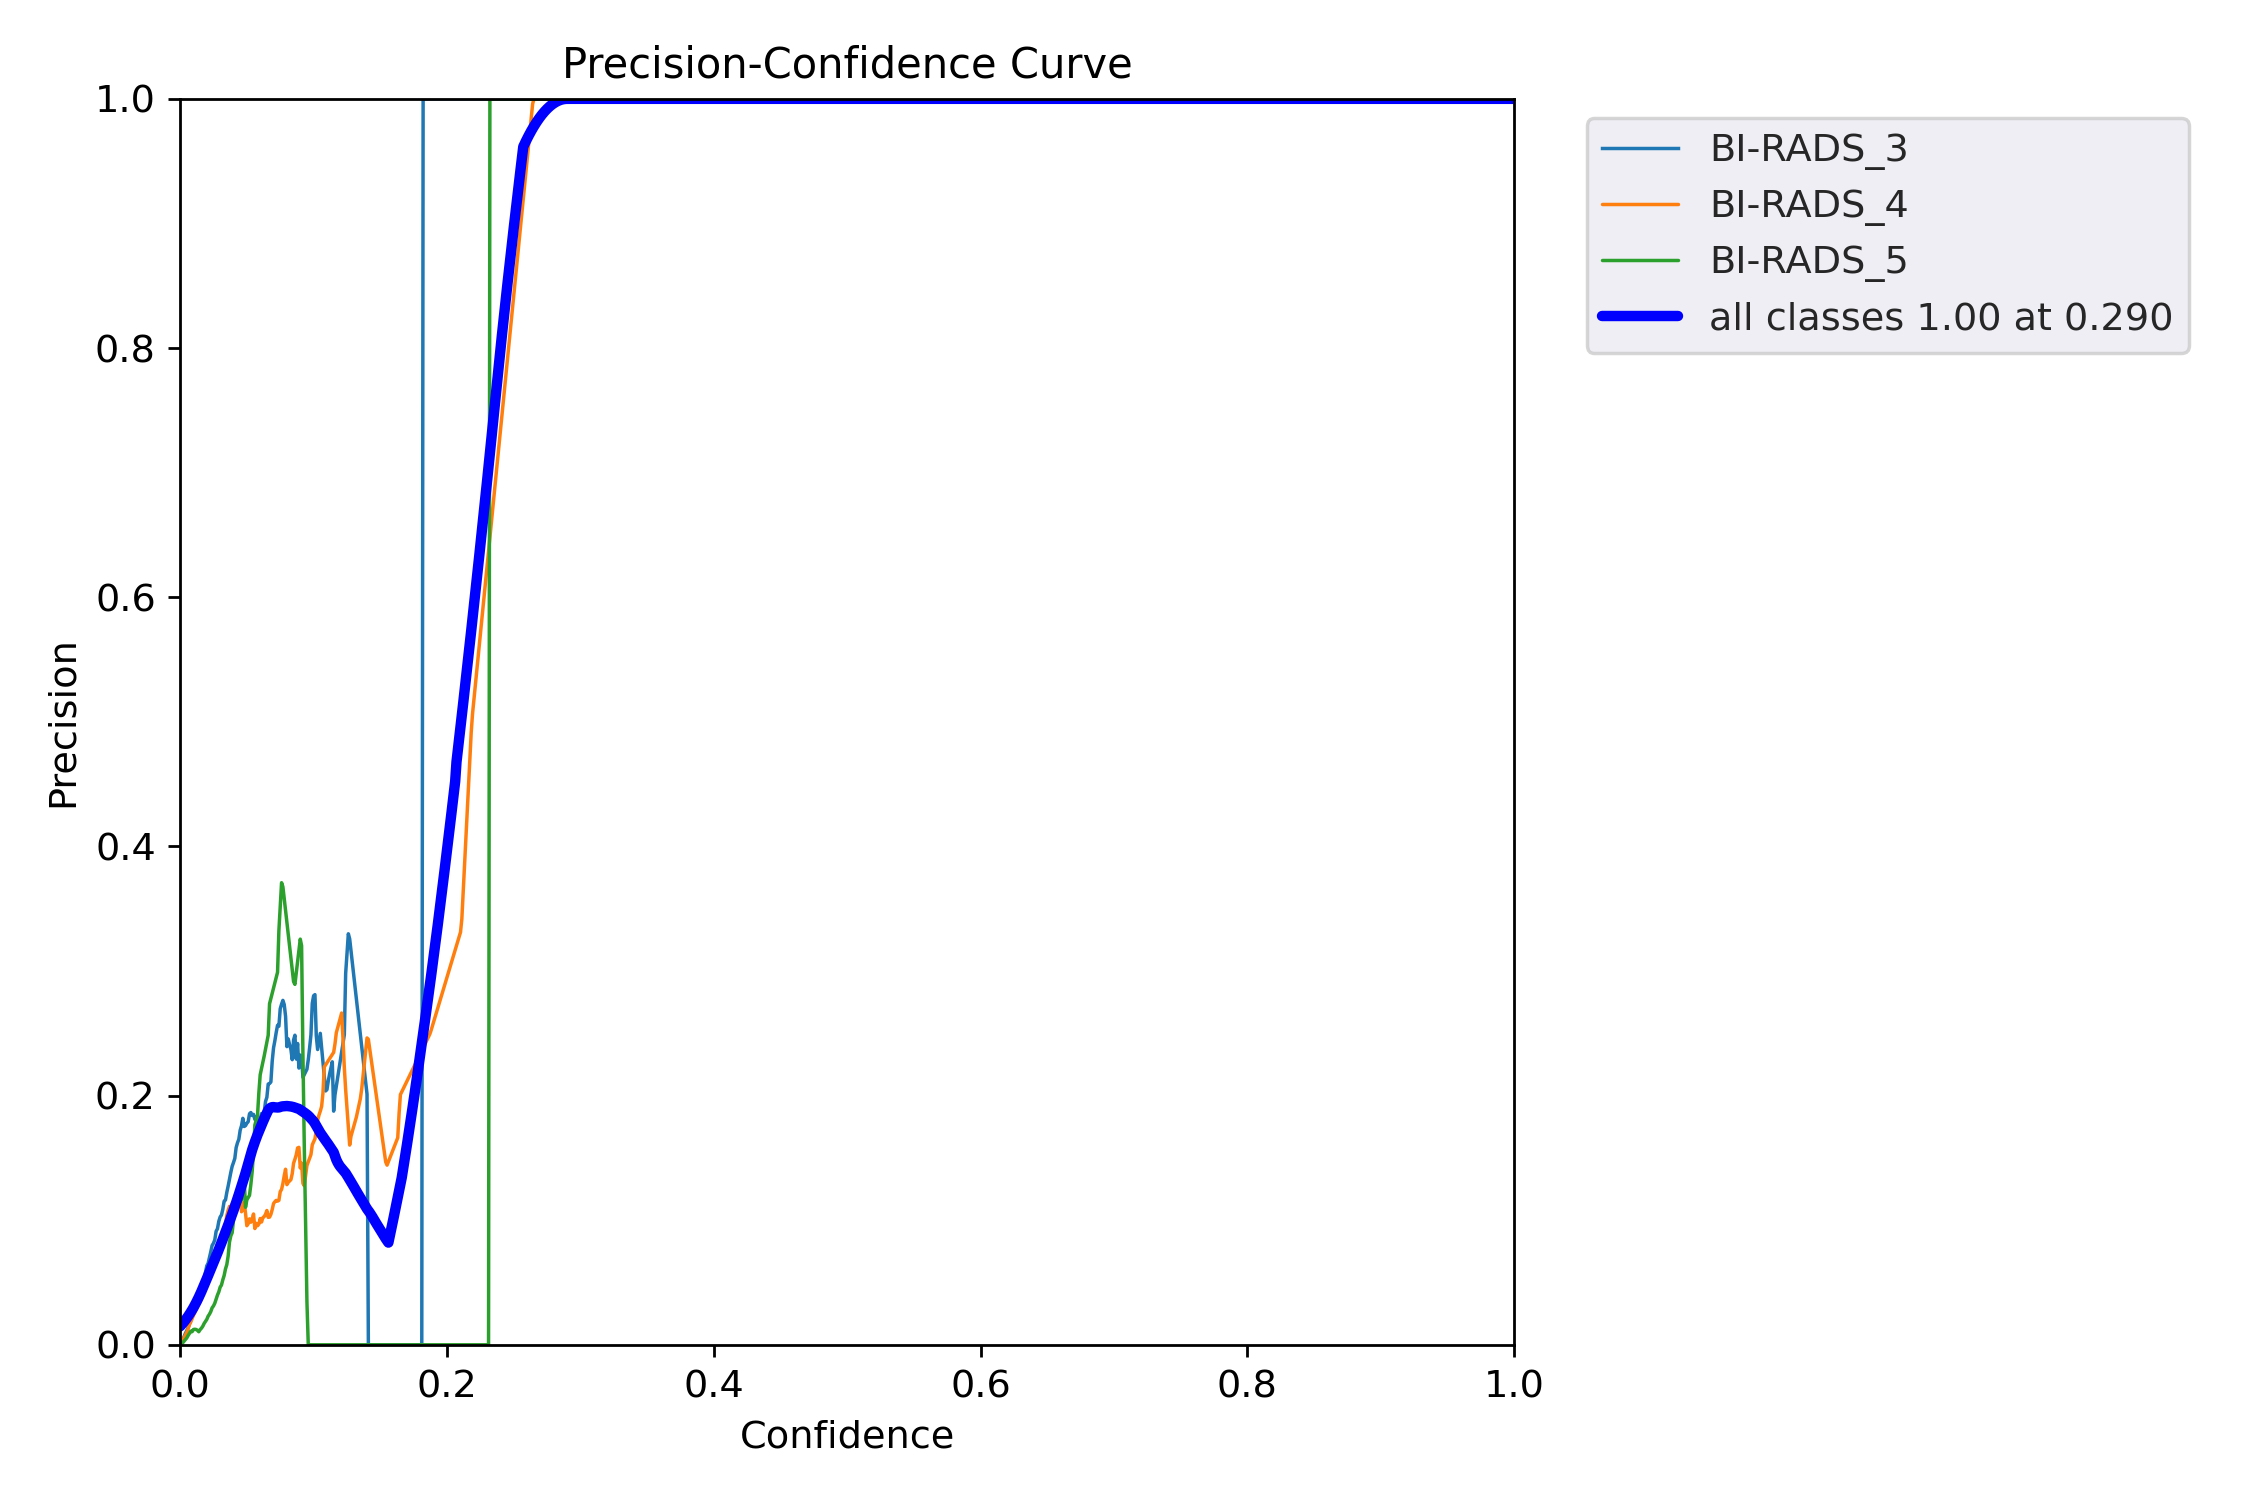 Precision-Confidence Curve
1.0
0.8
0.6
0.4
0.2
0.0
Precision
0.0 0.2 0.4 0.6 0.8 1.0
Confidence
BI-RADS_3
BI-RADS_4
BI-RADS_5
all classes 1.00 at 0.290